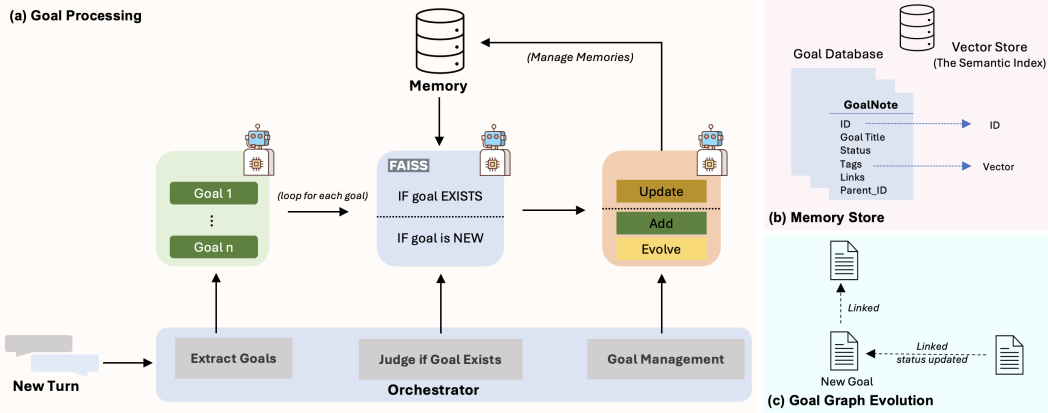 (a) Goal Processing
Memory
(Manage Memories)
Goal 1
⋮
Goal n
(loop for each goal)
FAISS
IF goal EXISTS
IF goal is NEW
Update
Add
Evolve
New Turn
Extract Goals
Judge if Goal Exists
Goal Management
Orchestrator
Goal Database
Vector Store
(The Semantic Index)
GoalNote
ID
Goal Title
Status
Tags
Links
Parent_ID
ID
Vector
(b) Memory Store
Linked
Linked
status updated
New Goal
(c) Goal Graph Evolution